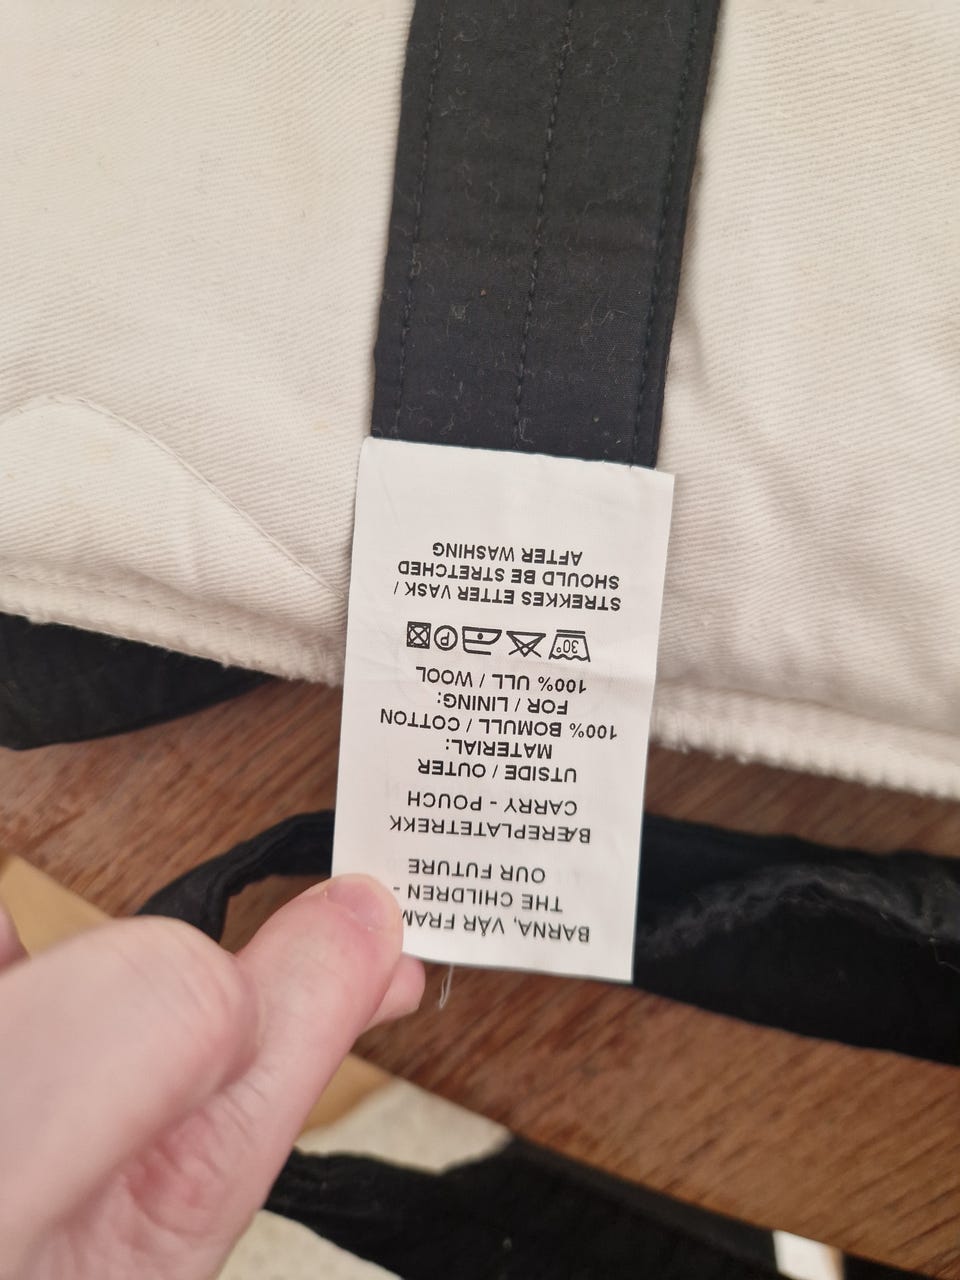 BARNA, VÅR
THE CHILDREN -
OUR FUTURE
BÆREPLATETREKK
CARRY - POUCH
UTSIDE / OUTER
MATERIAL:
100% BOMULL / COTTON
FOR / LINING:
100% ULL / WOOL
30° P
STREKKES ETTER VASK /
SHOULD BE STRETCHED
AFTER WASHING